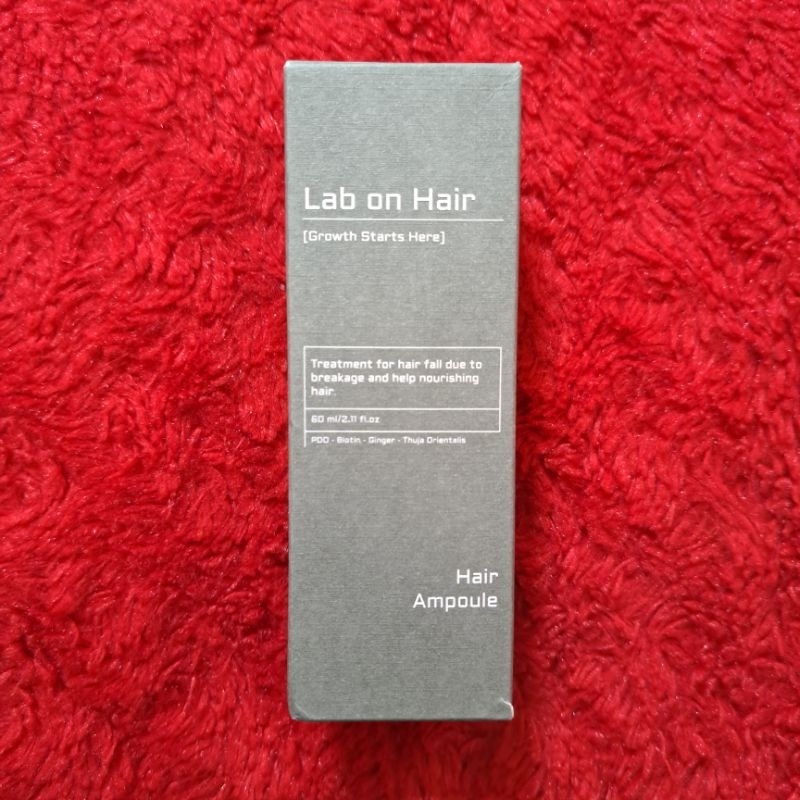 Lab on Hair
[Growth Starts Here]
Treatment for hair fall due to
breakage and help nourishing
hair.
60 ml/2.11 fl.oz
PDO - Biotin - Ginger - Thuja Orientalis
Hair
Ampoule